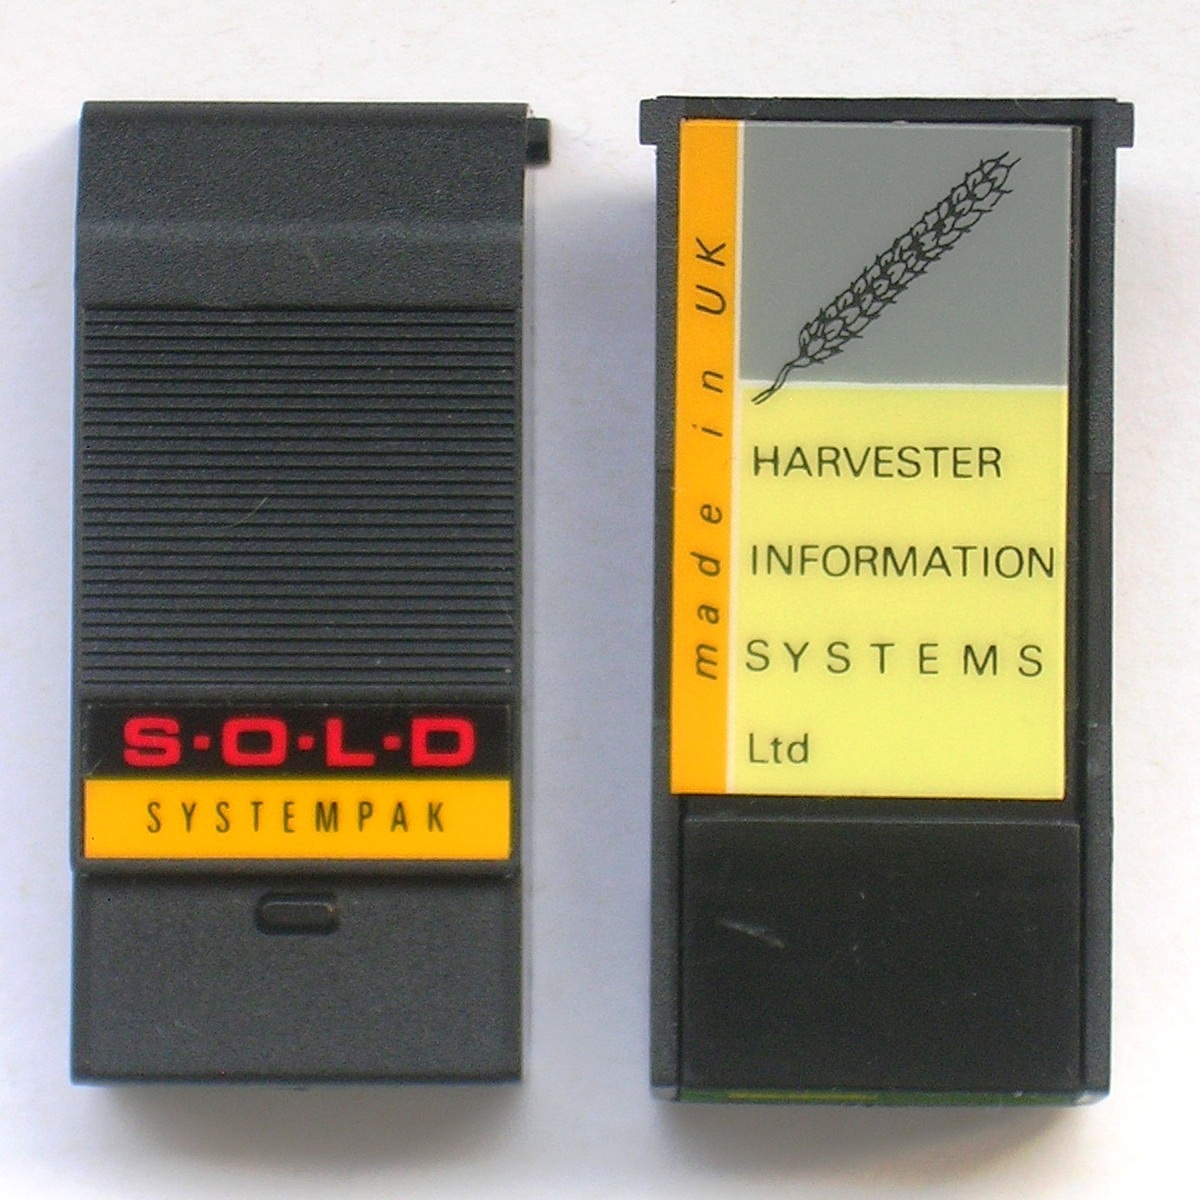 S·O·L·D
SYSTEMPAK
made in UK
HARVESTER
INFORMATION
SYSTEMS
Ltd